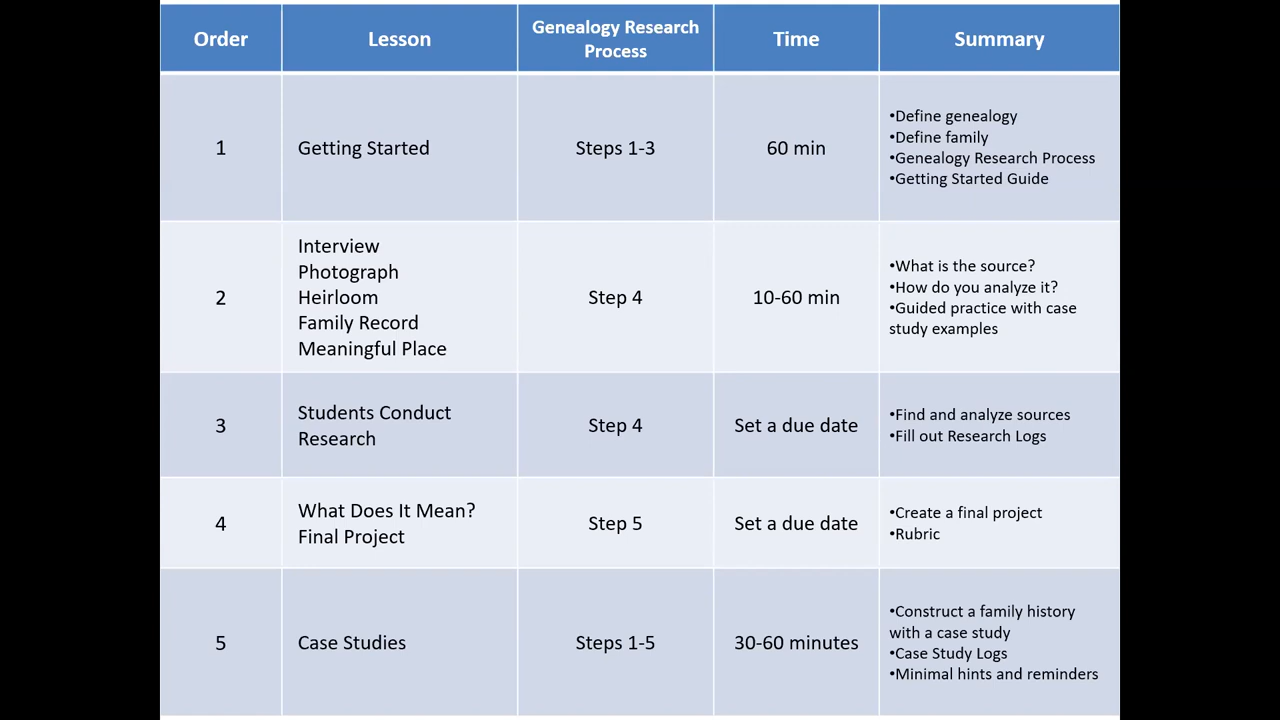 Order
Lesson
Genealogy Research
Process
Time
Summary
1
Getting Started
Steps 1-3
60 min
•Define genealogy
•Define family
•Genealogy Research Process
•Getting Started Guide
2
Interview
Photograph
Heirloom
Family Record
Meaningful Place
Step 4
10-60 min
•What is the source?
•How do you analyze it?
•Guided practice with case
study examples
3
Students Conduct
Research
Step 4
Set a due date
•Find and analyze sources
•Fill out Research Logs
4
What Does It Mean?
Final Project
Step 5
Set a due date
•Create a final project
•Rubric
5
Case Studies
Steps 1-5
30-60 minutes
•Construct a family history
with a case study
•Case Study Logs
•Minimal hints and reminders